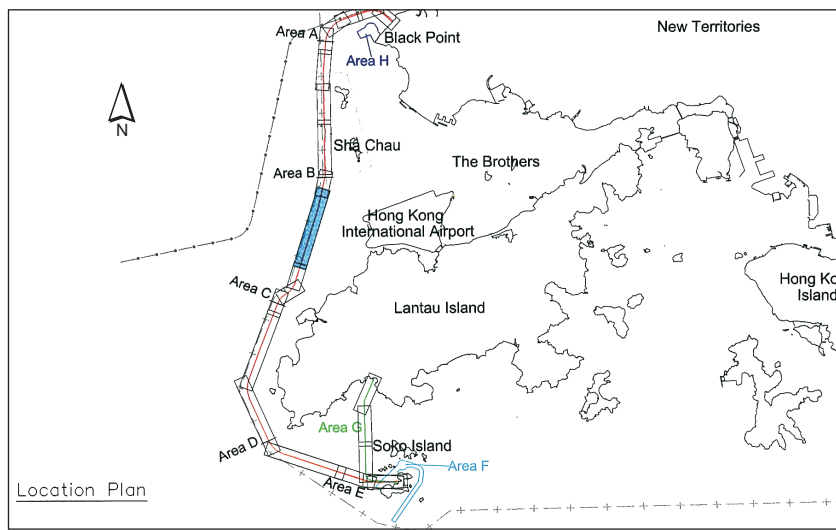 Area A
Black Point
New Territories
Area H
N
Sha Chau
The Brothers
Area B
Hong Kong
International Airport
Hong Ko
Island
Area C
Lantau Island
Area G
Area D
Soko Island
Area F
Area E
Location Plan